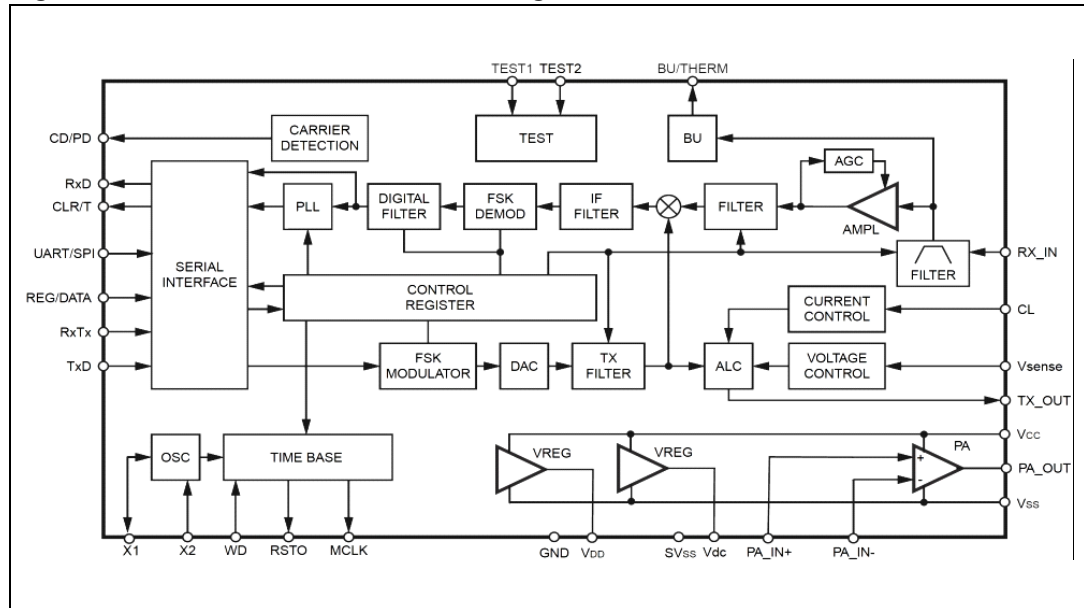 TEST1 TEST2 BU/THERM
CD/PD
CARRIER
DETECTION
TEST
BU
AGC
RxD
CLR/T
PLL
DIGITAL
FILTER
FSK
DEMOD
IF
FILTER
FILTER
AMPL
UART/SPI
SERIAL
INTERFACE
FILTER
RX_IN
REG/DATA
CONTROL
REGISTER
CURRENT
CONTROL
CL
RxTx
TxD
FSK
MODULATOR
DAC
TX
FILTER
ALC
VOLTAGE
CONTROL
Vsense
TX_OUT
OSC
TIME BASE
VREG
VREG
+
-
PA
Vcc
PA_OUT
Vss
X1 X2 WD RSTO MCLK GND VDD SVss Vdc PA_IN+ PA_IN-